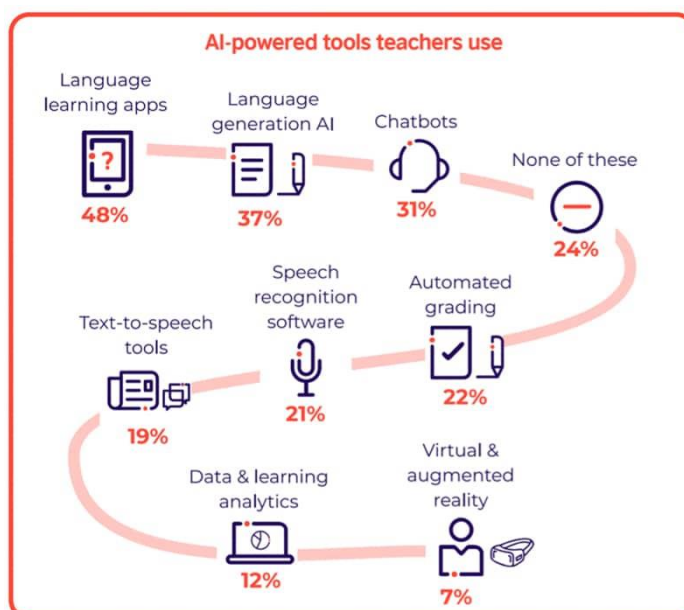 AI-powered tools teachers use
Language
learning apps
?
48%
Language
generation AI
37%
Chatbots
31%
None of these
24%
Automated
grading
22%
Speech
recognition
software
21%
Text-to-speech
tools
19%
Data & learning
analytics
12%
Virtual &
augmented
reality
7%